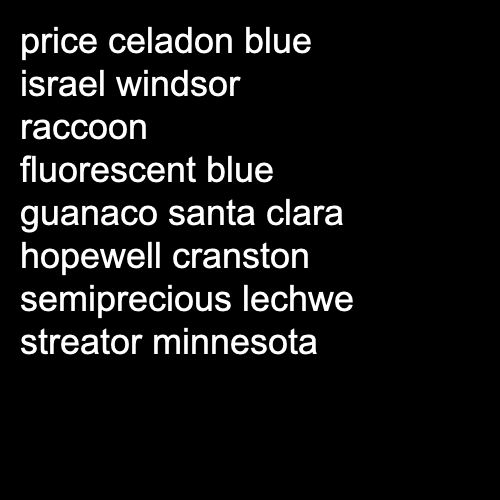 price celadon blue
israel windsor
raccoon
fluorescent blue
guanaco santa clara
hopewell cranston
semiprecious lechwe
streator minnesota